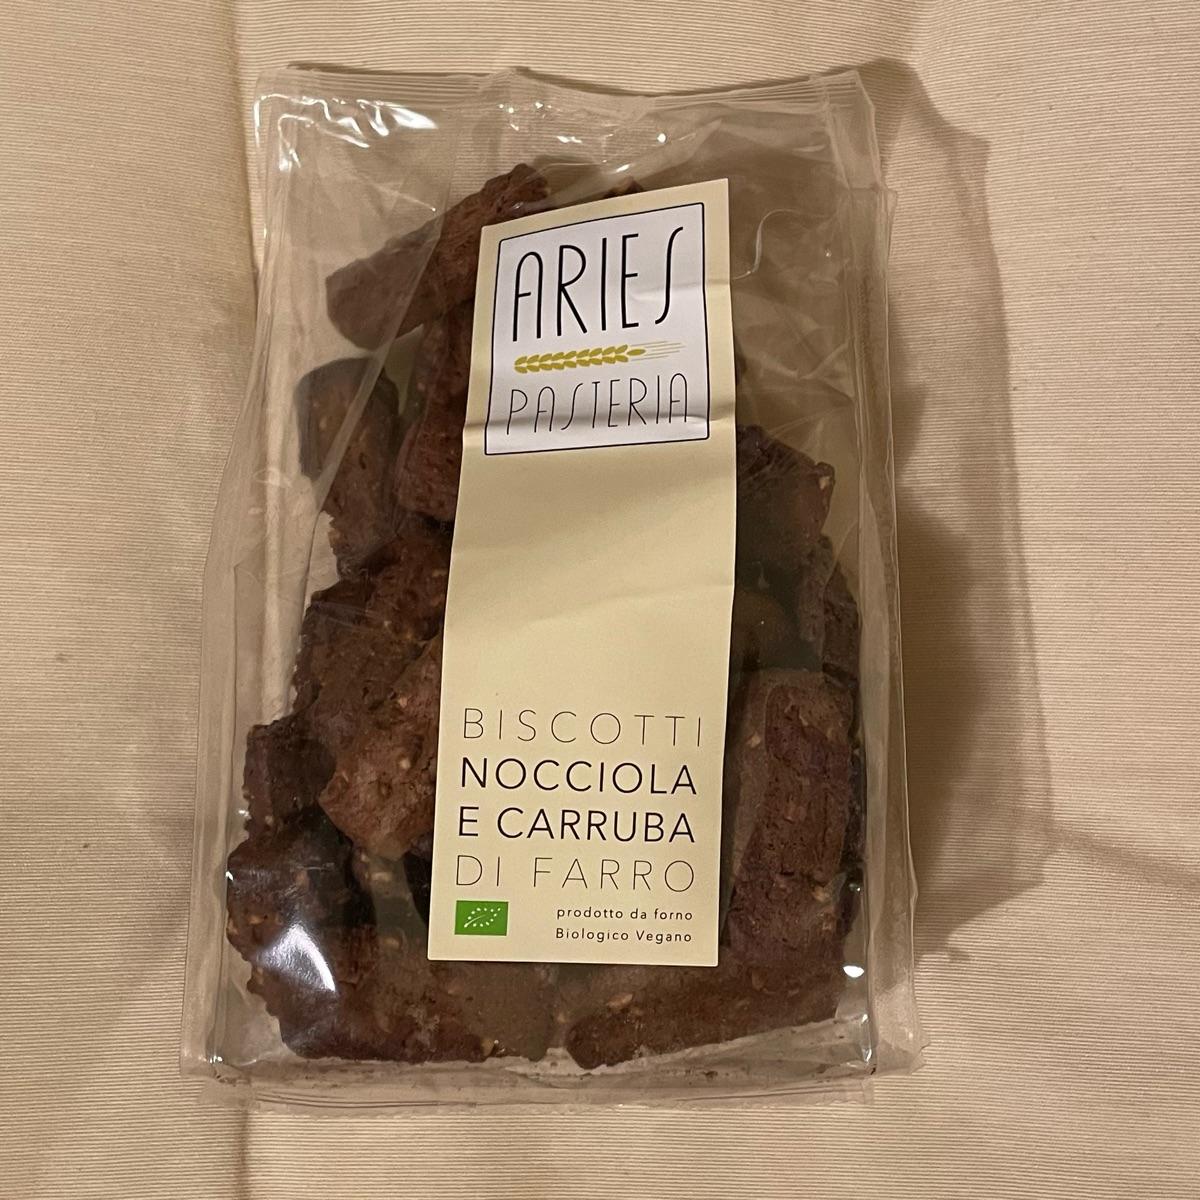 ARIES
PASTERIA
BISCOTTI
NOCCIOLA
E CARRUBA
DI FARRO
prodotto da forno
Biologico Vegano